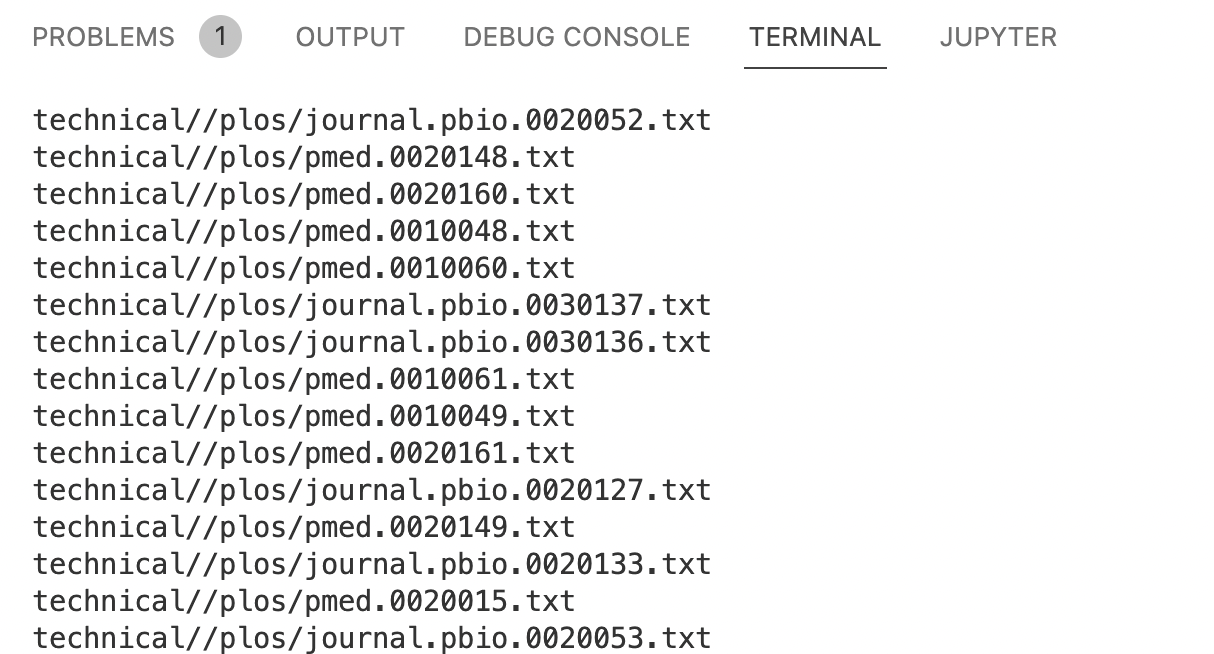 PROBLEMS 1 OUTPUT DEBUG CONSOLE TERMINAL JUPYTER
technical//plos/journal.pbio.0020052.txt
technical//plos/pmed.0020148.txt
technical//plos/pmed.0020160.txt
technical//plos/pmed.0010048.txt
technical//plos/pmed.0010060.txt
technical//plos/journal.pbio.0030137.txt
technical//plos/journal.pbio.0030136.txt
technical//plos/pmed.0010061.txt
technical//plos/pmed.0010049.txt
technical//plos/pmed.0020161.txt
technical//plos/journal.pbio.0020127.txt
technical//plos/pmed.0020149.txt
technical//plos/journal.pbio.0020133.txt
technical//plos/pmed.0020015.txt
technical//plos/journal.pbio.0020053.txt